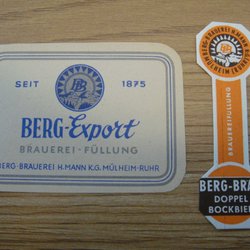 SEIT 1875
BERG-Export
BRAUEREI-FÜLLUNG
BERG-BRAUEREI H. MANN K.G. MÜLHEIM-RUHR
BERG-BRAUEREI H. MANN
MÜLHEIM (RUHR)
BRAUEREIFÜLLUNG
BERG-BRÄU
DOPPEL
BOCKBIER